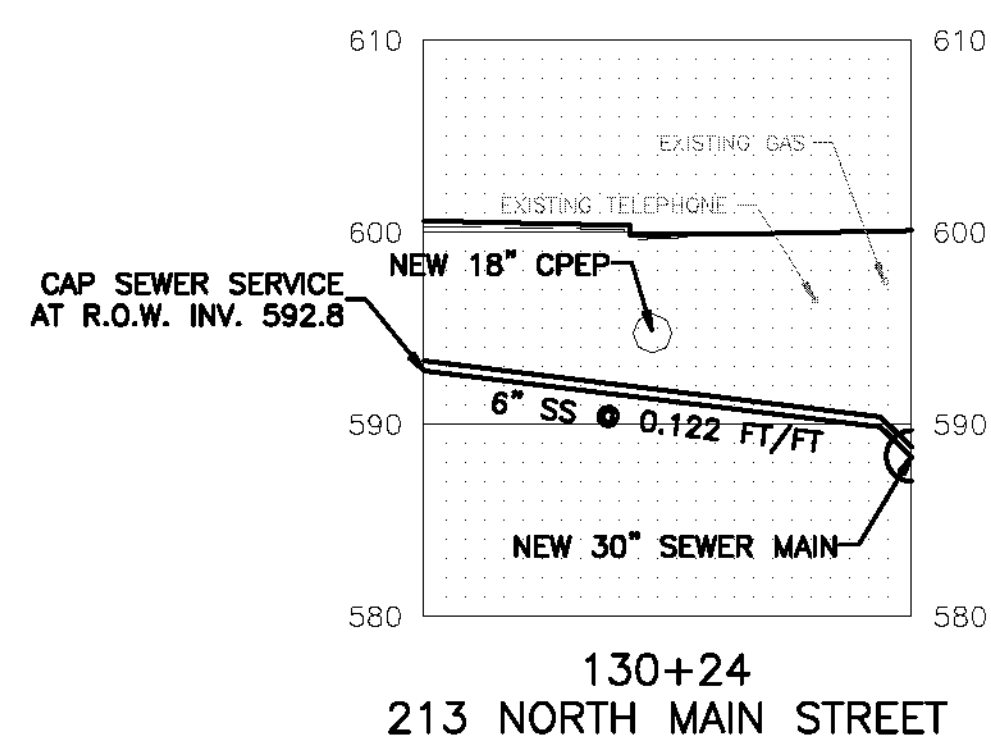 610 610
EXISTING GAS
EXISTING TELEPHONE
600 600
NEW 18" CPEP
CAP SEWER SERVICE
AT R.O.W. INV. 592.8
6" SS @ 0.122 FT/FT
590 590
NEW 30" SEWER MAIN
580 580
130+24
213 NORTH MAIN STREET